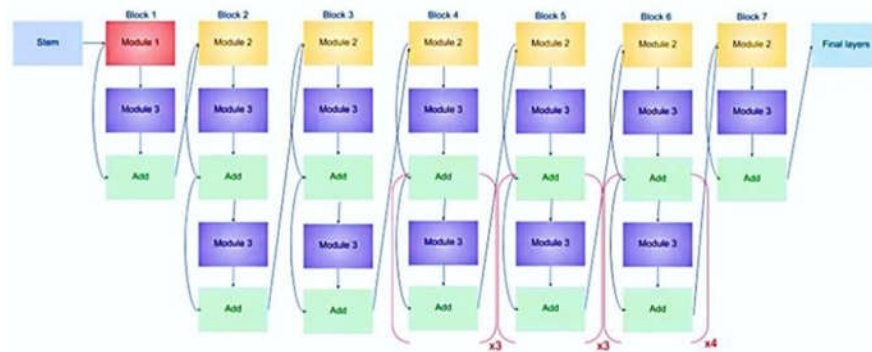 Block 1 Block 2 Block 3 Block 4 Block 5 Block 6 Block 7
Stem Module 1 Module 2 Module 2 Module 2 Module 2 Module 2 Module 2 Final layers
Module 3 Module 3 Module 3 Module 3 Module 3 Module 3 Module 3
Add Add Add Add Add Add Add
Module 3 Module 3 Module 3 Module 3 Module 3
Add Add Add Add Add
x3 x3 x4